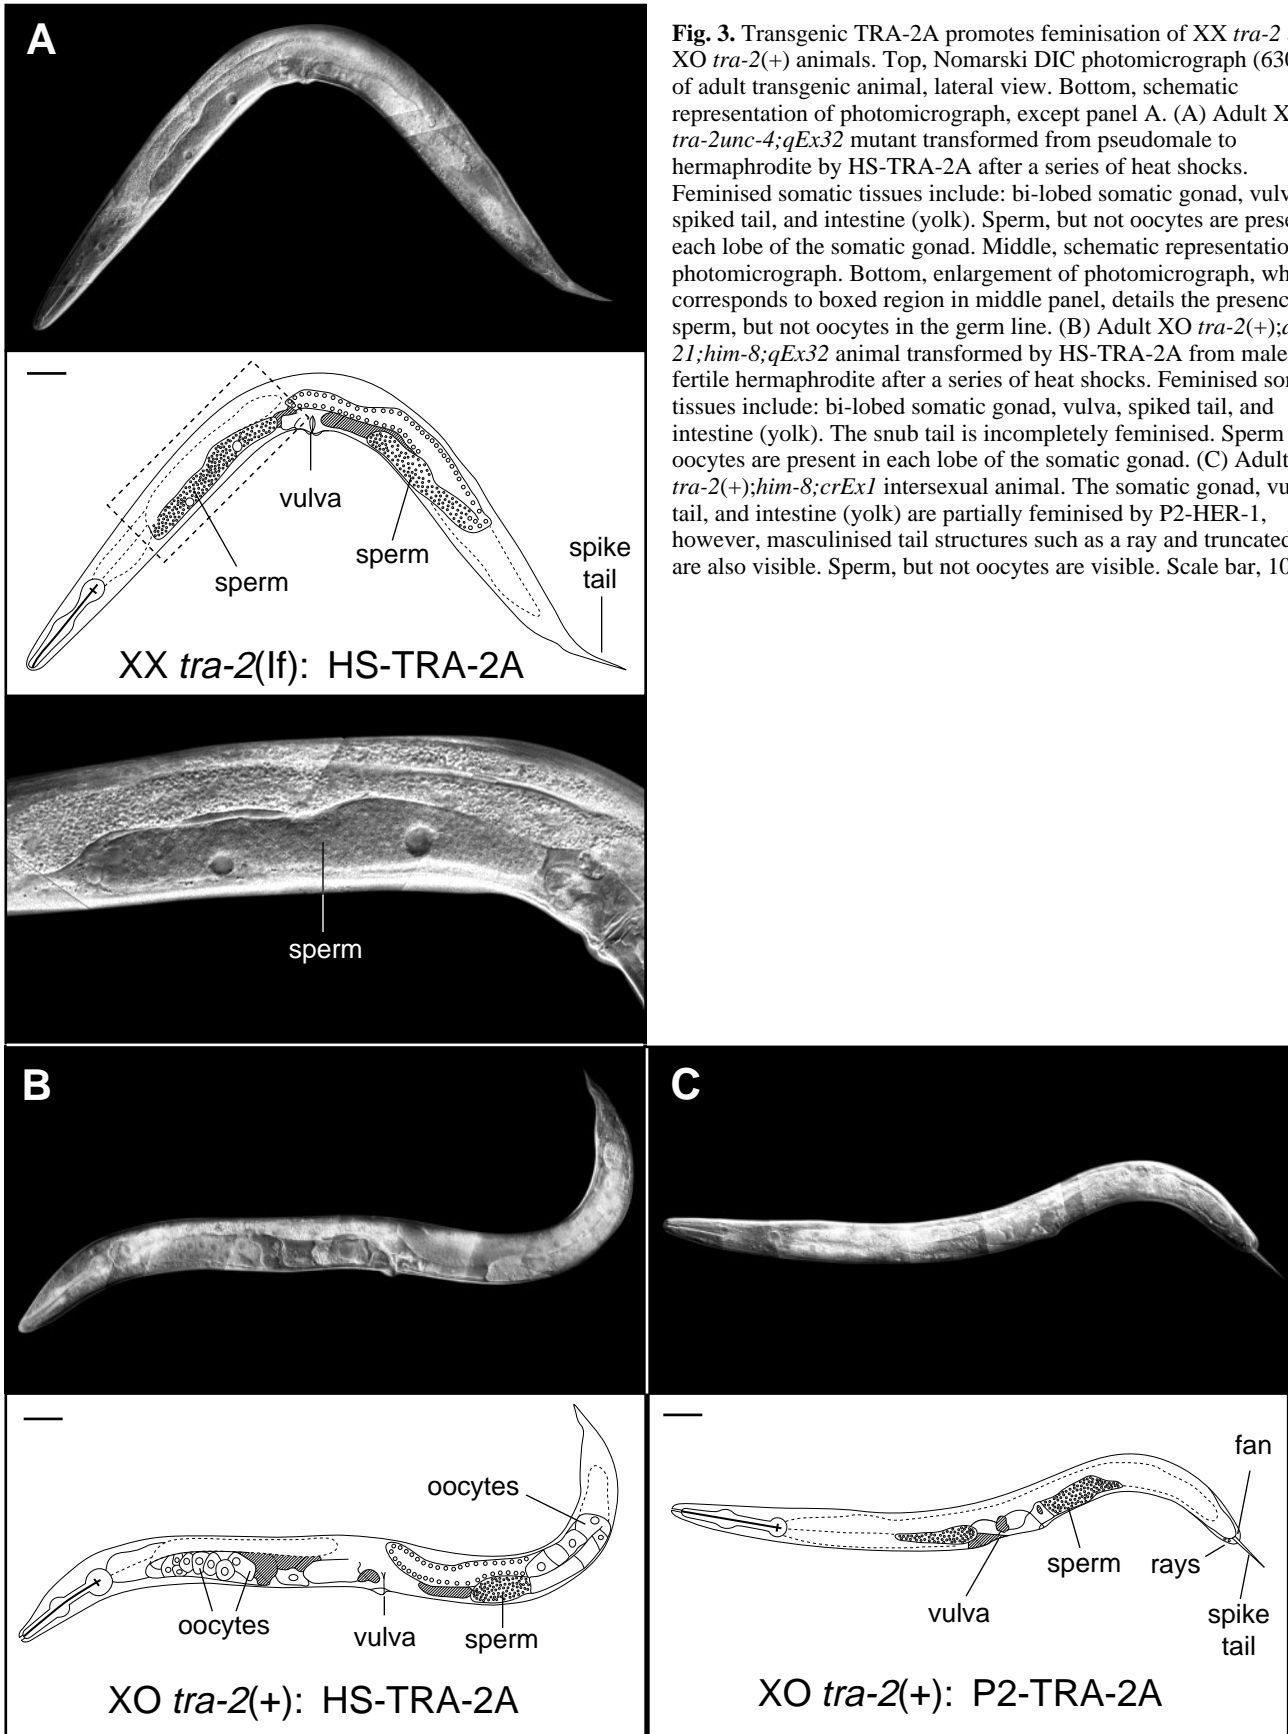 A
Fig. 3. Transgenic TRA-2A promotes feminisation of XX tra-2
XO tra-2(+) animals. Top, Nomarski DIC photomicrograph (630
of adult transgenic animal, lateral view. Bottom, schematic
representation of photomicrograph, except panel A. (A) Adult X
tra-2unc-4;qEx32 mutant transformed from pseudomale to
hermaphrodite by HS-TRA-2A after a series of heat shocks.
Feminised somatic tissues include: bi-lobed somatic gonad, vulv
spiked tail, and intestine (yolk). Sperm, but not oocytes are prese
each lobe of the somatic gonad. Middle, schematic representatio
photomicrograph. Bottom, enlargement of photomicrograph, wh
corresponds to boxed region in middle panel, details the presenc
sperm, but not oocytes in the germ line. (B) Adult XO tra-2(+);
21;him-8;qEx32 animal transformed by HS-TRA-2A from male
fertile hermaphrodite after a series of heat shocks. Feminised son
tissues include: bi-lobed somatic gonad, vulva, spiked tail, and
intestine (yolk). The snub tail is incompletely feminised. Sperm
oocytes are present in each lobe of the somatic gonad. (C) Adult
tra-2(+);him-8;crEx1 intersexual animal. The somatic gonad, vu
tail, and intestine (yolk) are partially feminised by P2-HER-1,
however, masculinised tail structures such as a ray and truncated
are also visible. Sperm, but not oocytes are visible. Scale bar, 10
vulva
sperm
sperm
spike
tail
XX tra-2(lf): HS-TRA-2A
sperm
B
oocytes
oocytes
vulva
sperm
XO tra-2(+): HS-TRA-2A
C
fan
sperm
rays
vulva
spike
tail
XO tra-2(+): P2-TRA-2A